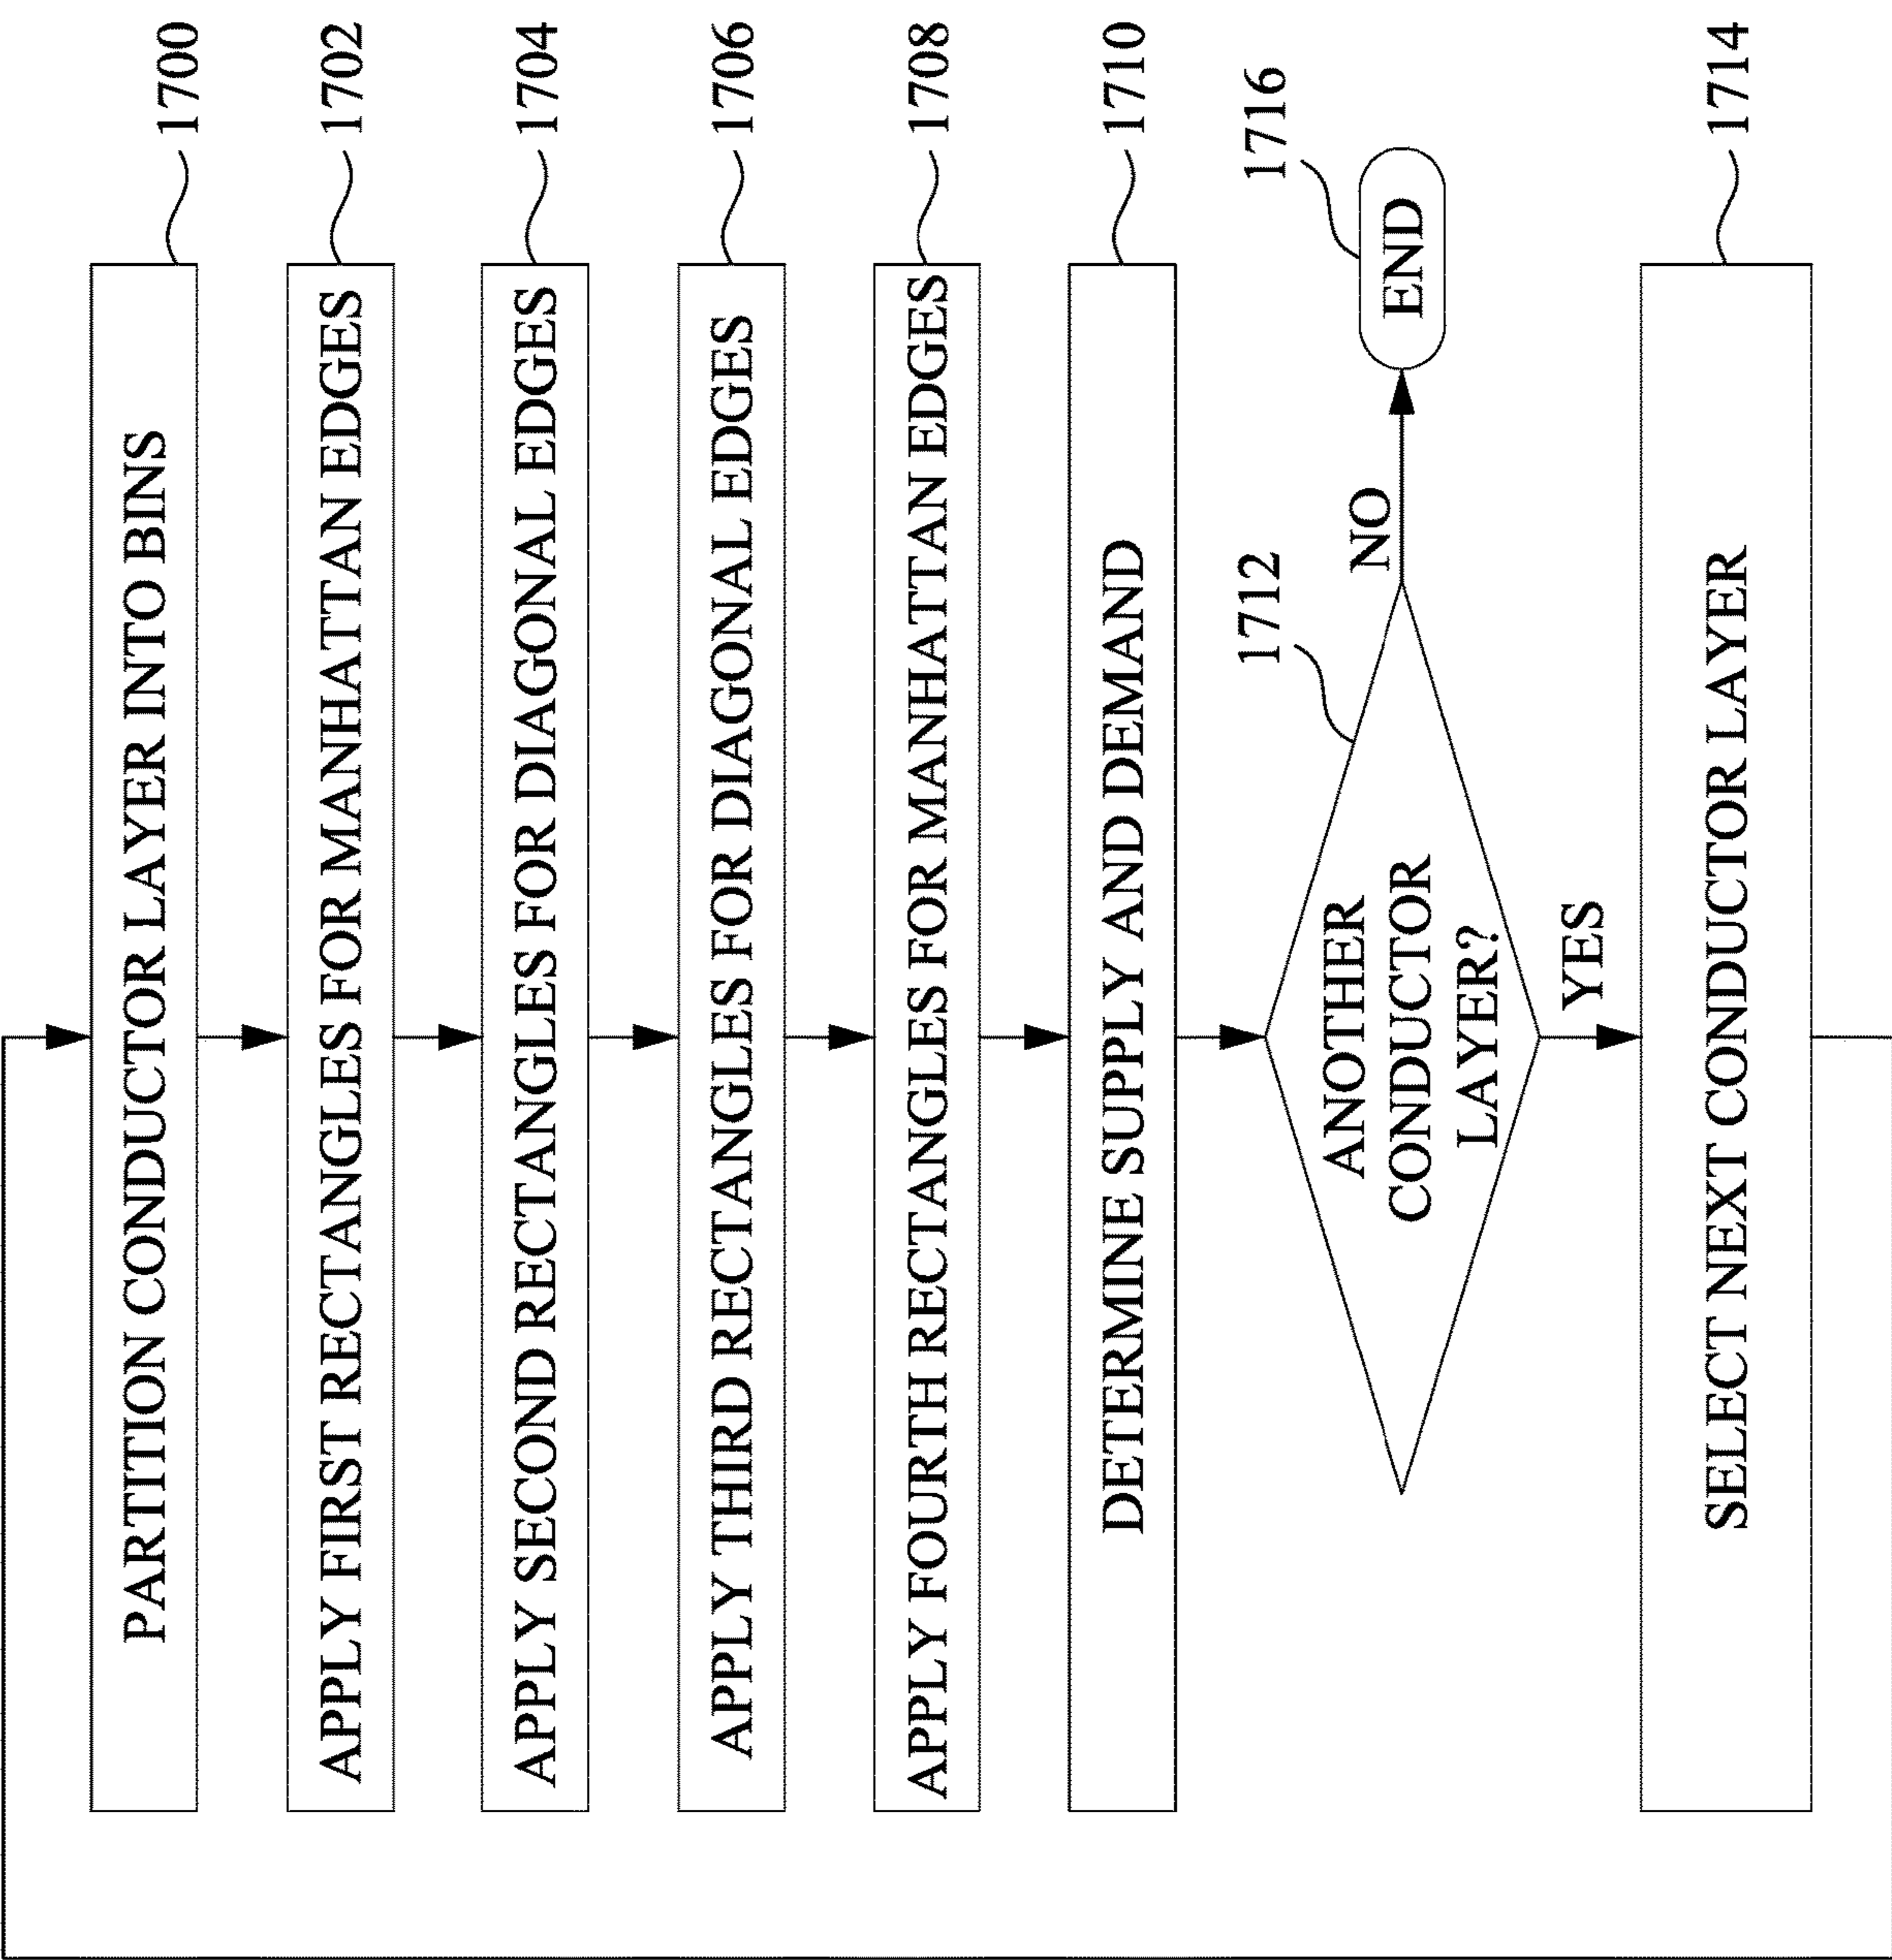 PARTITION CONDUCTOR LAYER INTO BINS
1700
APPLY FIRST RECTANGLES FOR MANHATTAN EDGES
1702
APPLY SECOND RECTANGLES FOR DIAGONAL EDGES
1704
APPLY THIRD RECTANGLES FOR DIAGONAL EDGES
1706
APPLY FOURTH RECTANGLES FOR MANHATTAN EDGES
1708
DETERMINE SUPPLY AND DEMAND
1710
1712
ANOTHER
CONDUCTOR
LAYER?
NO
1716
END
YES
SELECT NEXT CONDUCTOR LAYER
1714